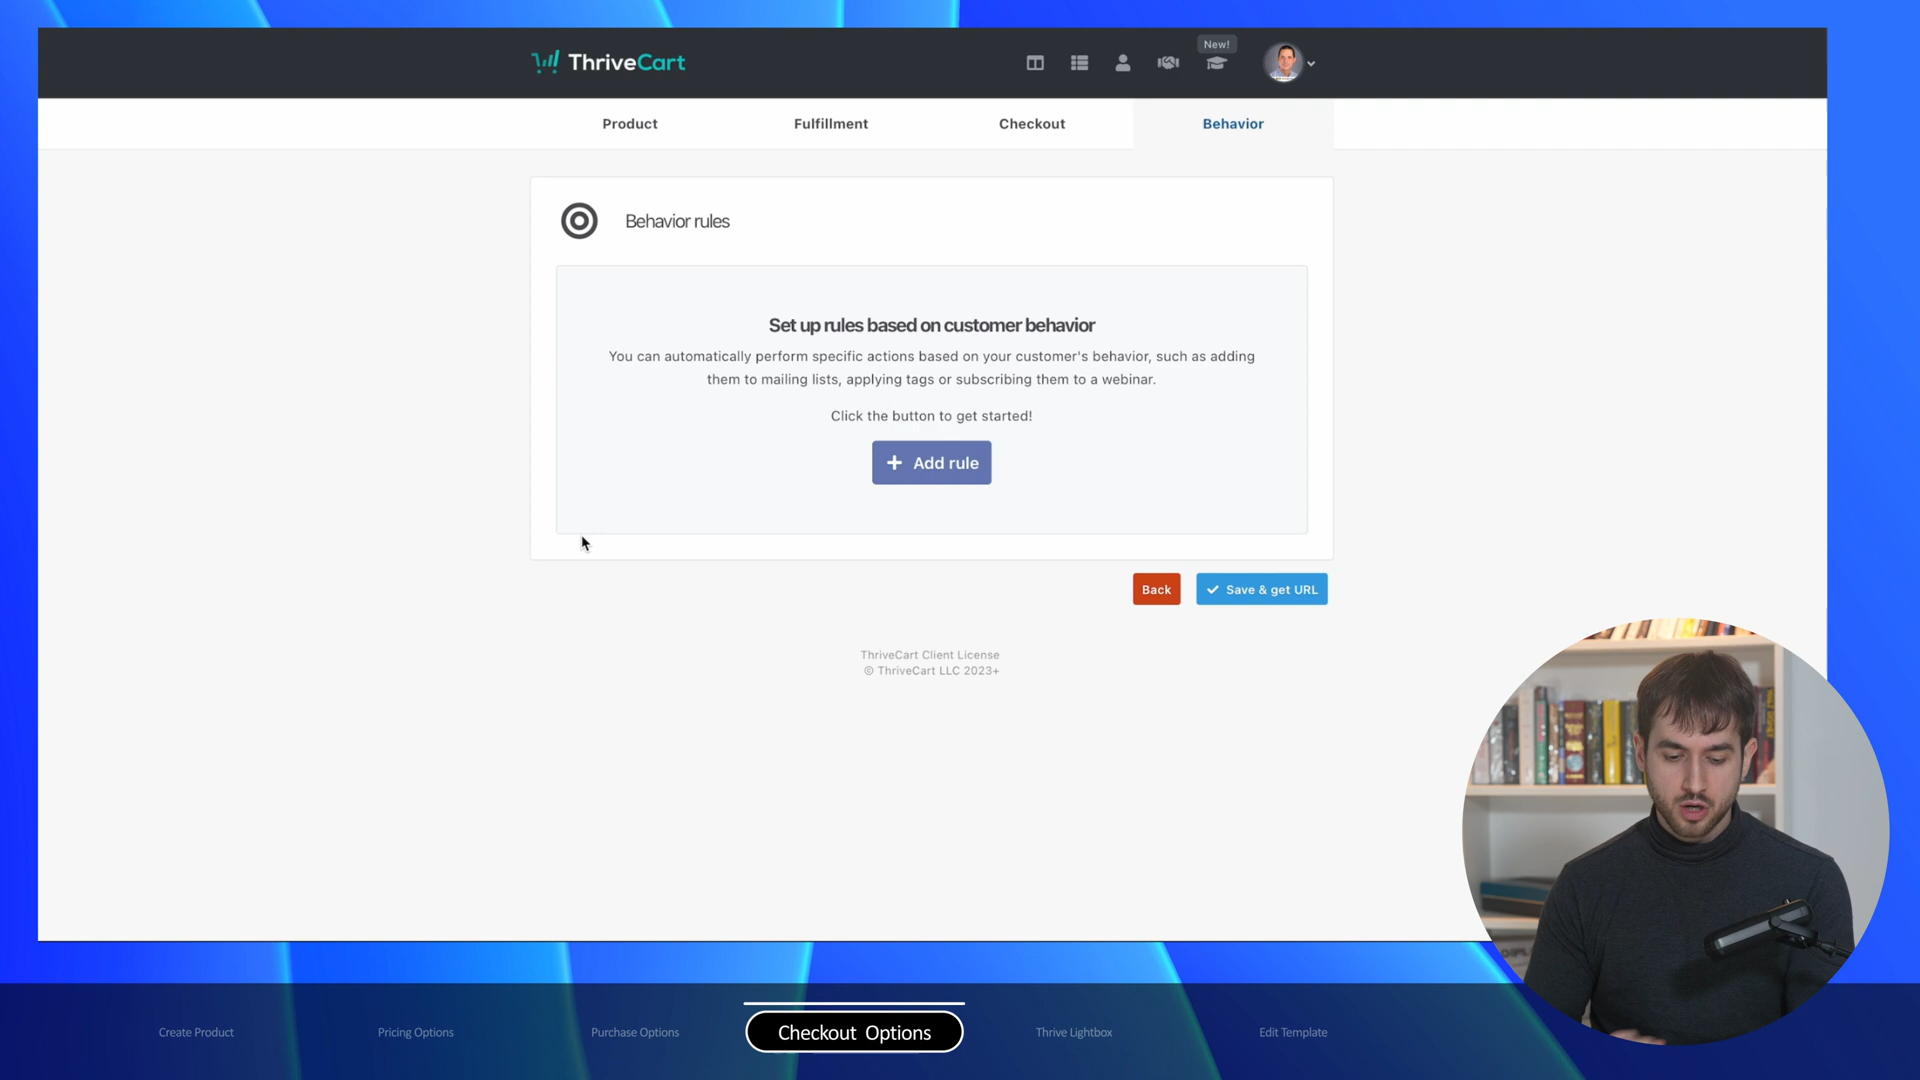 New!
ThriveCart
Product
Fulfillment
Checkout
Behavior
Behavior rules
Set up rules based on customer behavior
You can automatically perform specific actions based on your customer's behavior, such as adding
them to mailing lists, applying tags or subscribing them to a webinar.
Click the button to get started!
+ Add rule
Back
Save & get URL
ThriveCart Client License
© ThriveCart LLC 2023+
Create Product
Pricing Options
Purchase Options
Checkout Options
Thrive Lightbox
Edit Template